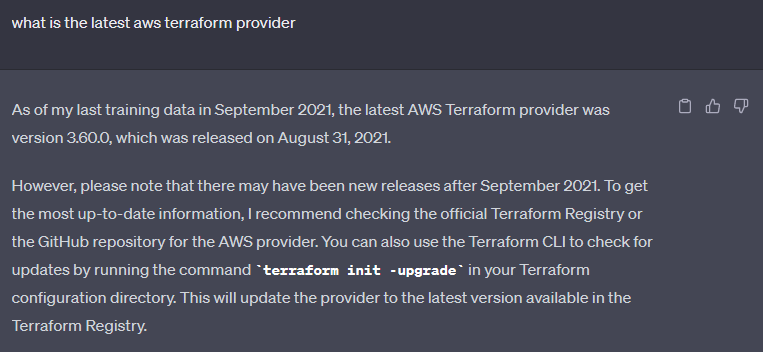 what is the latest aws terraform provider
As of my last training data in September 2021, the latest AWS Terraform provider was
version 3.60.0, which was released on August 31, 2021.
However, please note that there may have been new releases after September 2021. To get
the most up-to-date information, I recommend checking the official Terraform Registry or
the GitHub repository for the AWS provider. You can also use the Terraform CLI to check for
updates by running the command `terraform init -upgrade` in your Terraform
configuration directory. This will update the provider to the latest version available in the
Terraform Registry.